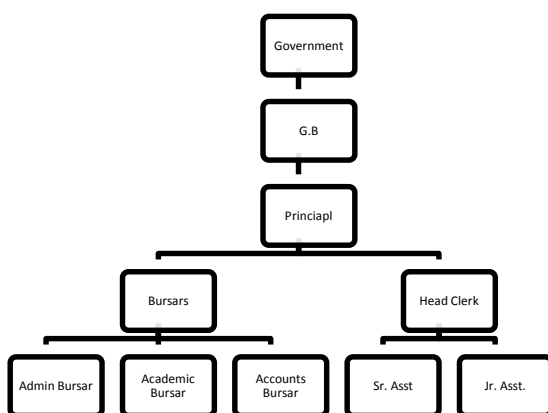 Government
G.B
Princiapl
Bursars
Head Clerk
Admin Bursar
Academic
Bursar
Accounts
Bursar
Sr. Asst
Jr. Asst.